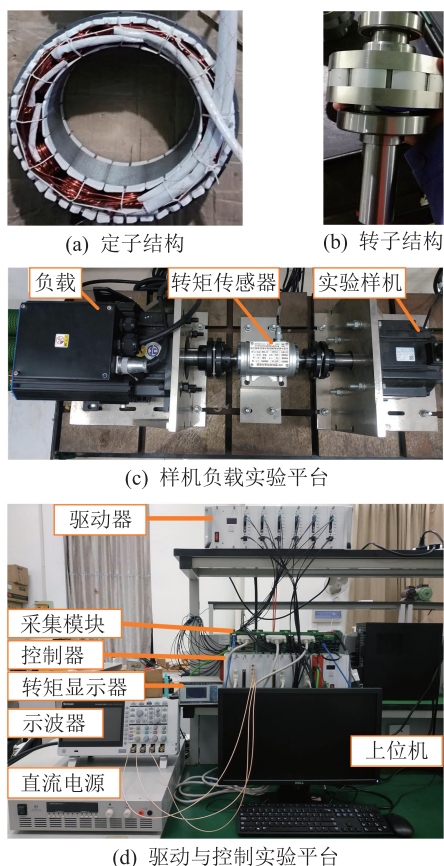 (a) 定子结构
(b) 转子结构
负载
转矩传感器
实验样机
(c) 样机负载实验平台
驱动器
采集模块
控制器
转矩显示器
示波器
直流电源
上位机
(d) 驱动与控制实验平台